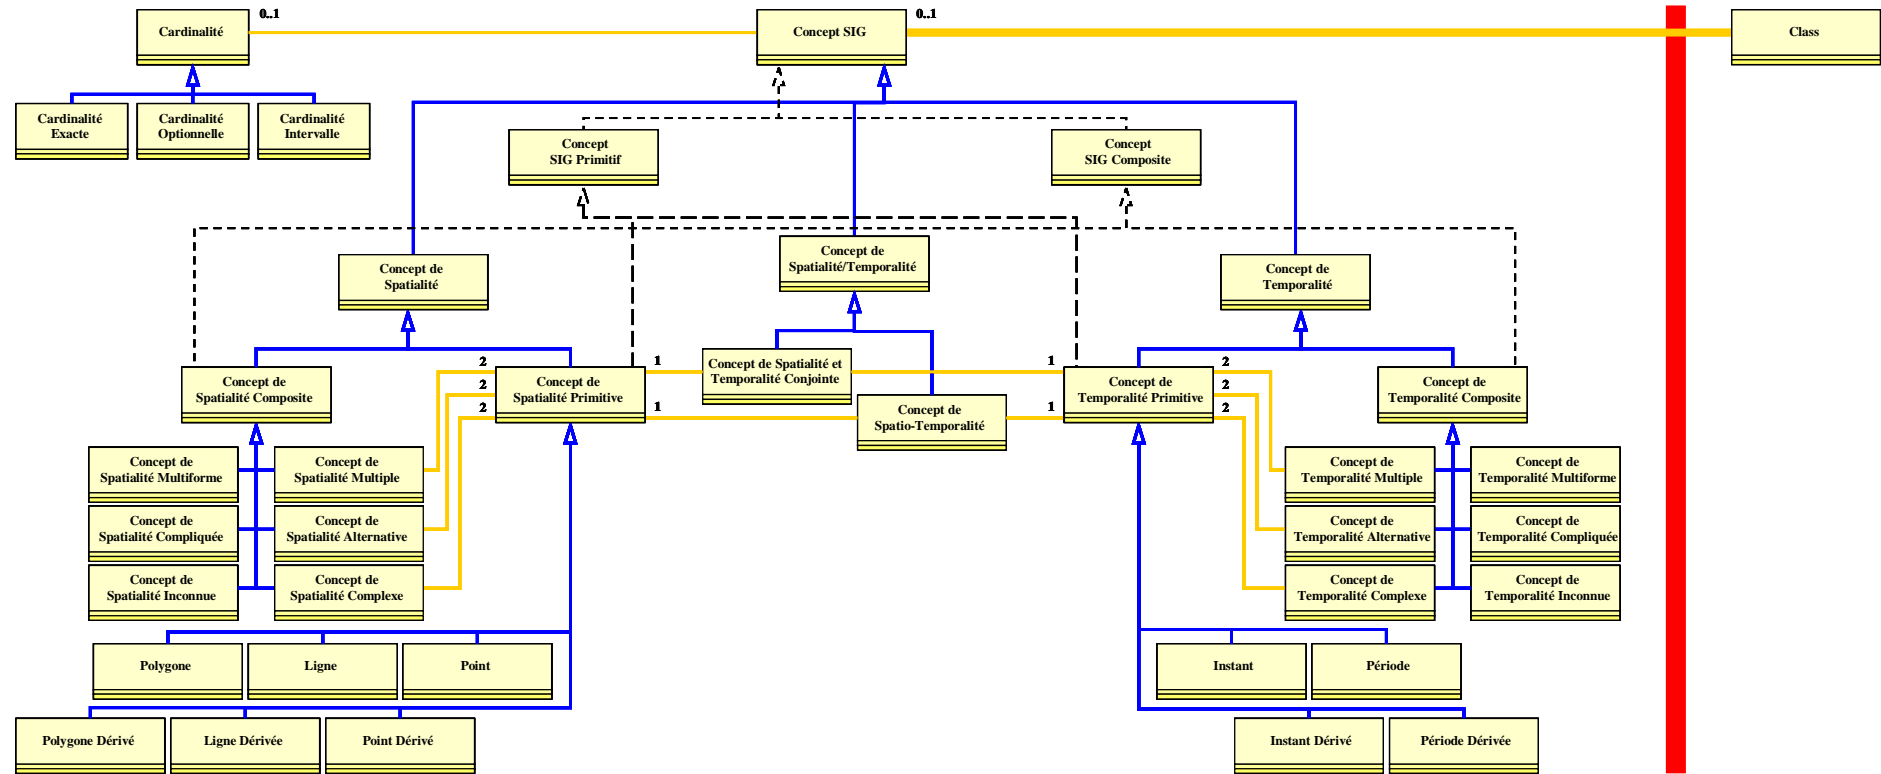 0..1
0..1
Cardinalité
Concept SIG
Class
Cardinalité
Exacte
Cardinalité
Optionnelle
Cardinalité
Intervalle
Concept
SIG Primitif
Concept
SIG Composite
Concept de
Spatialité
Concept de
Spatialité/Temporalité
Concept de
Temporalité
2
1
1
2
Concept de
Spatialité Composite
2
Concept de
Spatialité Primitive
Concept de Spatialité et
Temporalité Conjointe
Concept de
Temporalité Primitive
2
Concept de
Temporalité Composite
2
1
Concept de
Spatio-Temporalité
1
2
Concept de
Spatialité Multiforme
Concept de
Spatialité Multiple
Concept de
Temporalité Multiple
Concept de
Temporalité Multiforme
Concept de
Spatialité Compliquée
Concept de
Spatialité Alternative
Concept de
Temporalité Alternative
Concept de
Temporalité Compliquée
Concept de
Spatialité Inconnue
Concept de
Spatialité Complexe
Concept de
Temporalité Complexe
Concept de
Temporalité Inconnue
Polygone
Ligne
Point
Instant
Période
Polygone Dérivé
Ligne Dérivée
Point Dérivé
Instant Dérivé
Période Dérivée